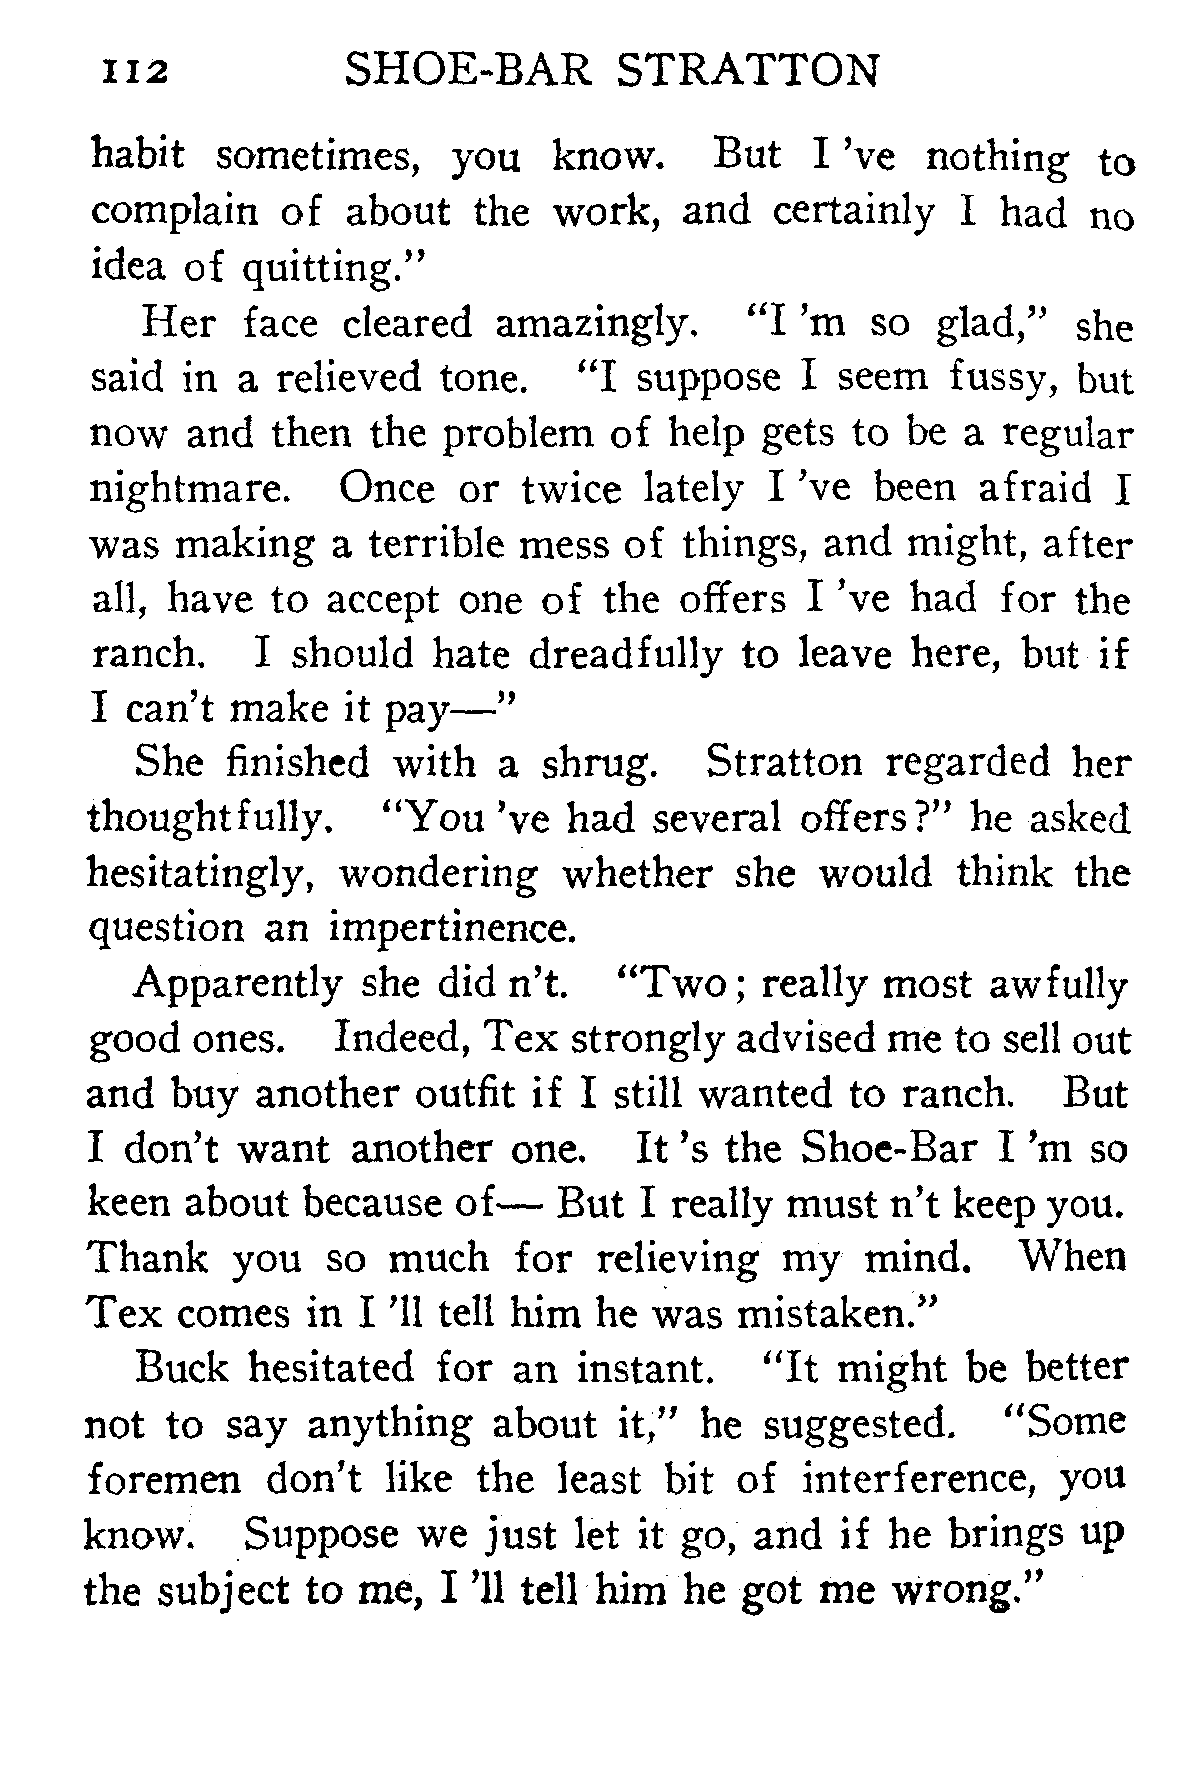 112 SHOE-BAR STRATTON
habit sometimes, you know. But I 've nothing to
complain of about the work, and certainly I had no
idea of quitting.”
Her face cleared amazingly. “I 'm so glad,” she
said in a relieved tone. “I suppose I seem fussy, but
now and then the problem of help gets to be a regular
nightmare. Once or twice lately I 've been afraid I
was making a terrible mess of things, and might, after
all, have to accept one of the offers I 've had for the
ranch. I should hate dreadfully to leave here, but if
I can't make it pay—”
She finished with a shrug. Stratton regarded her
thoughtfully. “You 've had several offers?” he asked
hesitatingly, wondering whether she would think the
question an impertinence.
Apparently she did n't. “Two; really most awfully
good ones. Indeed, Tex strongly advised me to sell out
and buy another outfit if I still wanted to ranch. But
I don't want another one. It 's the Shoe-Bar I 'm so
keen about because of— But I really must n't keep you.
Thank you so much for relieving my mind. When
Tex comes in I 'll tell him he was mistaken.”
Buck hesitated for an instant. “It might be better
not to say anything about it,” he suggested. “Some
foremen don't like the least bit of interference, you
know. Suppose we just let it go, and if he brings up
the subject to me, I 'll tell him he got me wrong.”